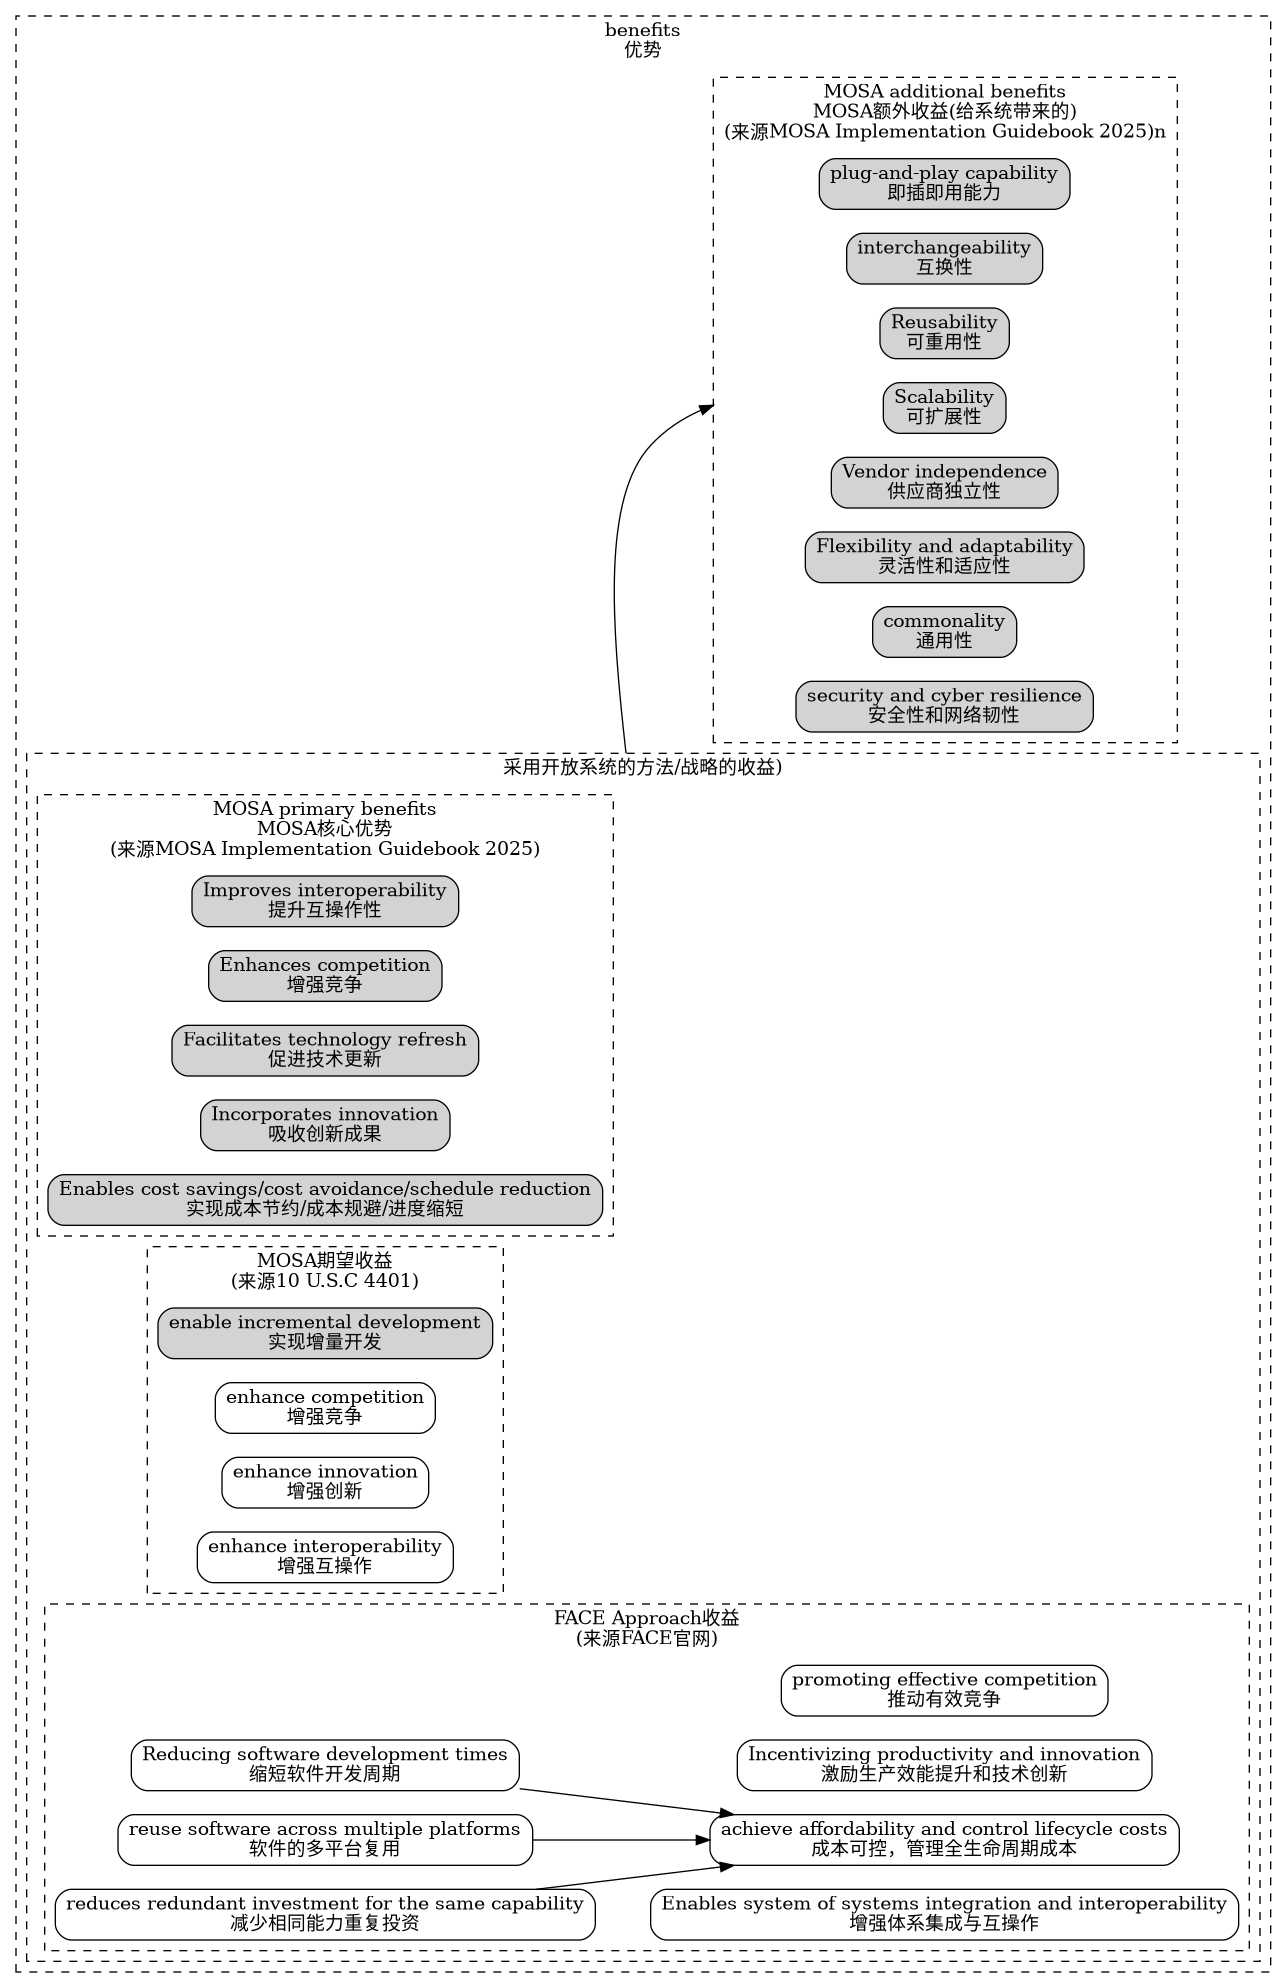 benefits
优势
MOSA additional benefits
MOSA额外收益(给系统带来的)
(来源MOSA Implementation Guidebook 2025)n
plug-and-play capability
即插即用能力
interchangeability
互换性
Reusability
可重用性
Scalability
可扩展性
Vendor independence
供应商独立性
Flexibility and adaptability
灵活性和适应性
commonality
通用性
security and cyber resilience
安全性和网络韧性
采用开放系统的方法/战略的收益)
MOSA primary benefits
MOSA核心优势
(来源MOSA Implementation Guidebook 2025)
Improves interoperability
提升互操作性
Enhances competition
增强竞争
Facilitates technology refresh
促进技术更新
Incorporates innovation
吸收创新成果
Enables cost savings/cost avoidance/schedule reduction
实现成本节约/成本规避/进度缩短
MOSA期望收益
(来源10 U.S.C 4401)
enable incremental development
实现增量开发
enhance competition
增强竞争
enhance innovation
增强创新
enhance interoperability
增强互操作
FACE Approach收益
(来源FACE官网)
promoting effective competition
推动有效竞争
Reducing software development times
缩短软件开发周期
Incentivizing productivity and innovation
激励生产效能提升和技术创新
reuse software across multiple platforms
软件的多平台复用
achieve affordability and control lifecycle costs
成本可控，管理全生命周期成本
reduces redundant investment for the same capability
减少相同能力重复投资
Enables system of systems integration and interoperability
增强体系集成与互操作